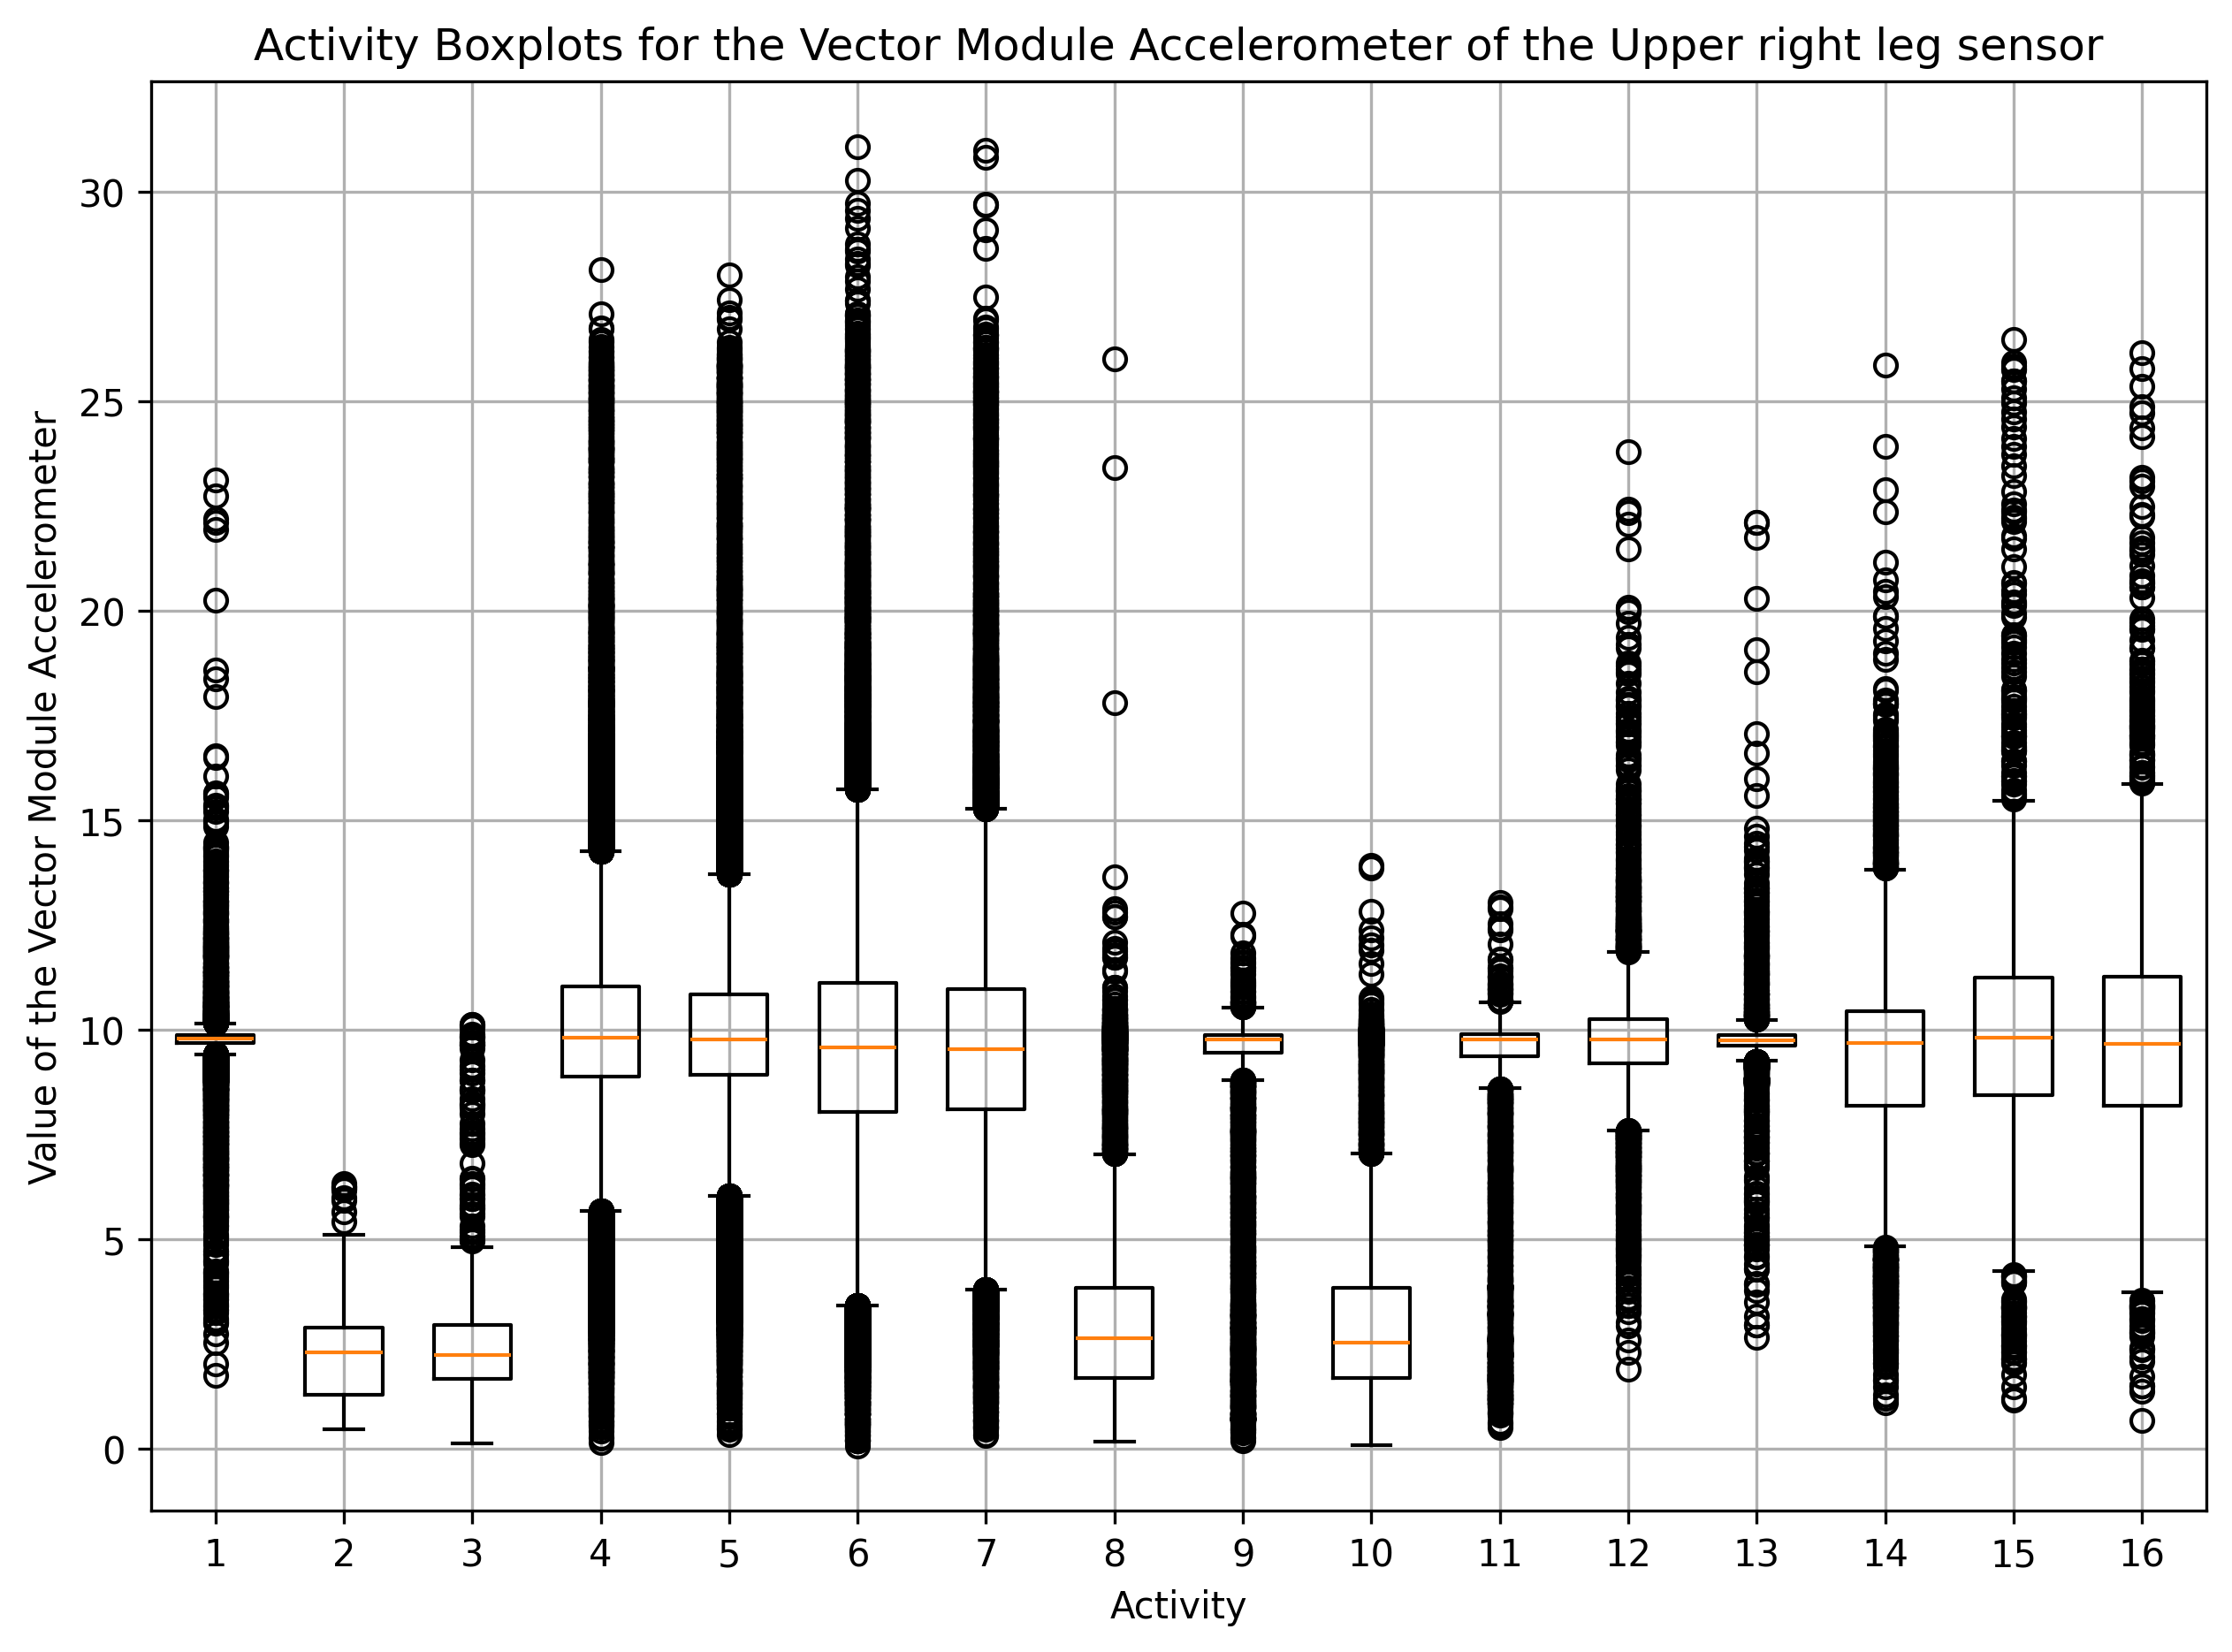 Activity Boxplots for the Vector Module Accelerometer of the Upper right leg sensor
Value of the Vector Module Accelerometer
30
25
20
15
10
5
0
1 2 3 4 5 6 7 8 9 10 11 12 13 14 15 16
Activity